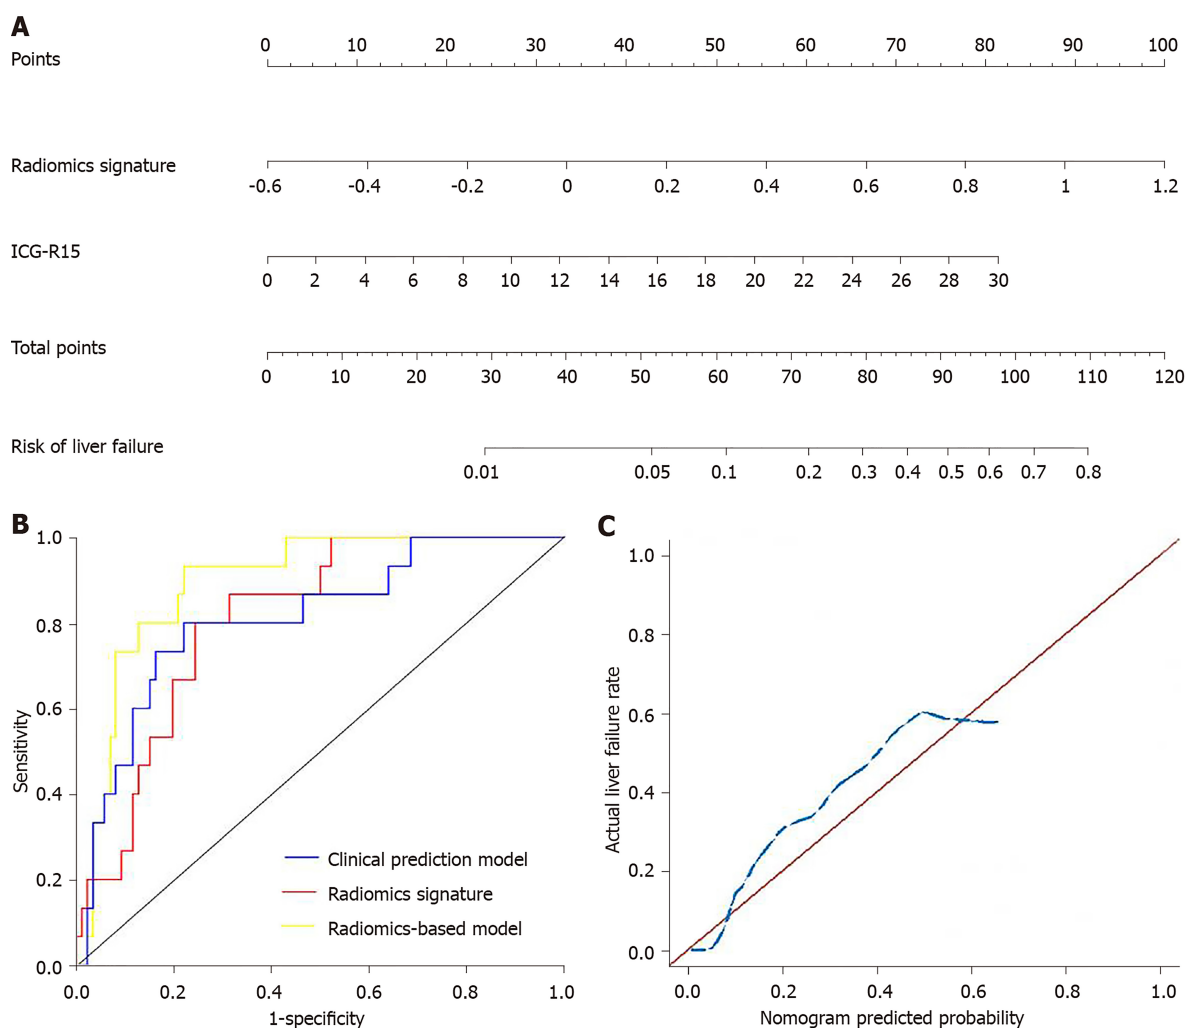 A
Points
0 10 20 30 40 50 60 70 80 90 100
Radiomics signature
-0.6 -0.4 -0.2 0 0.2 0.4 0.6 0.8 1 1.2
ICG-R15
0 2 4 6 8 10 12 14 16 18 20 22 24 26 28 30
Total points
0 10 20 30 40 50 60 70 80 90 100 110 120
Risk of liver failure
0.01 0.05 0.1 0.2 0.3 0.4 0.5 0.6 0.7 0.8
B
Sensitivity
1.0
0.8
0.6
0.4
0.2
0.0
Clinical prediction model
Radiomics signature
Radiomics-based model
0.0 0.2 0.4 0.6 0.8 1.0
1-specificity
C
Actual liver failure rate
1.0
0.8
0.6
0.4
0.2
0.0
0.0 0.2 0.4 0.6 0.8 1.0
Nomogram predicted probability